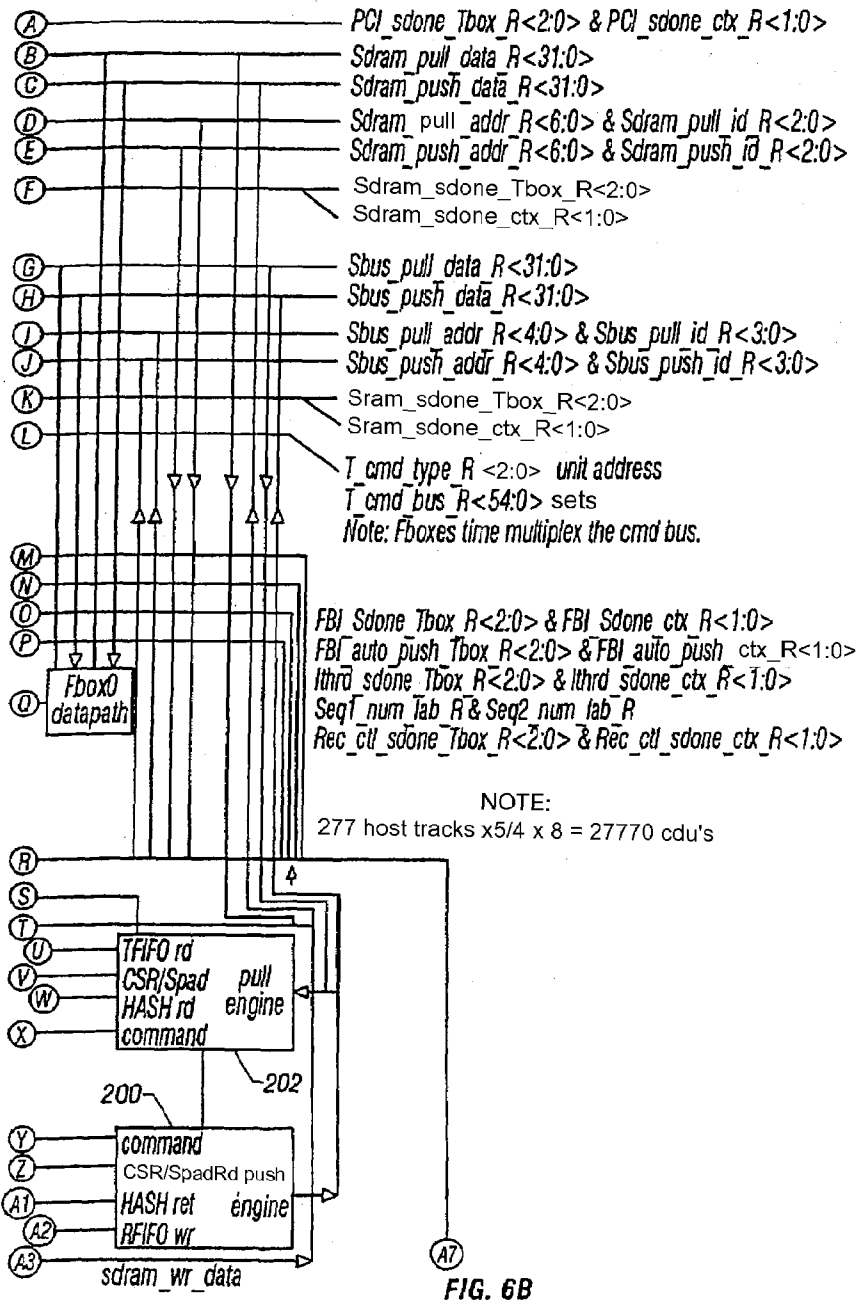 A PCI_sdone_Tbox_R<2:0> & PCI_sdone_ctx_R<1:0>
B Sdram_pull_data_R<31:0>
C Sdram_push_data_R<31:0>
D Sdram_pull_addr_R<6:0> & Sdram_pull_id_R<2:0>
E Sdram_push_addr_R<6:0> & Sdram_push_id_R<2:0>
F Sdram_sdone_Tbox_R<2:0>
Sdram_sdone_ctx_R<1:0>
G Sbus_pull_data_R<31:0>
H Sbus_push_data_R<31:0>
I Sbus_pull_addr_R<4:0> & Sbus_pull_id_R<3:0>
J Sbus_push_addr_R<4:0> & Sbus_push_id_R<3:0>
K Sram_sdone_Tbox_R<2:0>
Sram_sdone_ctx_R<1:0>
L
T_cmd_type_R <2:0> unit address
T_cmd_bus_R<54:0> sets
Note: Fboxes time multiplex the cmd bus.
M
N
O FBI_Sdone_Tbox_R<2:0> & FBI_Sdone_ctx_R<1:0>
P FBI_auto_push_Tbox_R<2:0> & FBI_auto_push_ctx_R<1:0>
Ithrd_sdone_Tbox_R<2:0> & Ithrd_sdone_ctx_R<1:0>
Q Fbox0
datapath
Seq1_num_lab_R & Seq2_num_lab_R
Rec_ctl_sdone_Tbox_R<2:0> & Rec_ctl_sdone_ctx_R<1:0>
NOTE:
277 host tracks x5/4 x 8 = 27770 cdu's
R
S
T
U TFIFO rd
V CSR/Spad pull
W HASH rd engine
X command
202
200
Y command
Z CSR/SpadRd push
A1 HASH ret engine
A2 RFIFO wr
A3 sdram_wr_data
A7
FIG. 6B